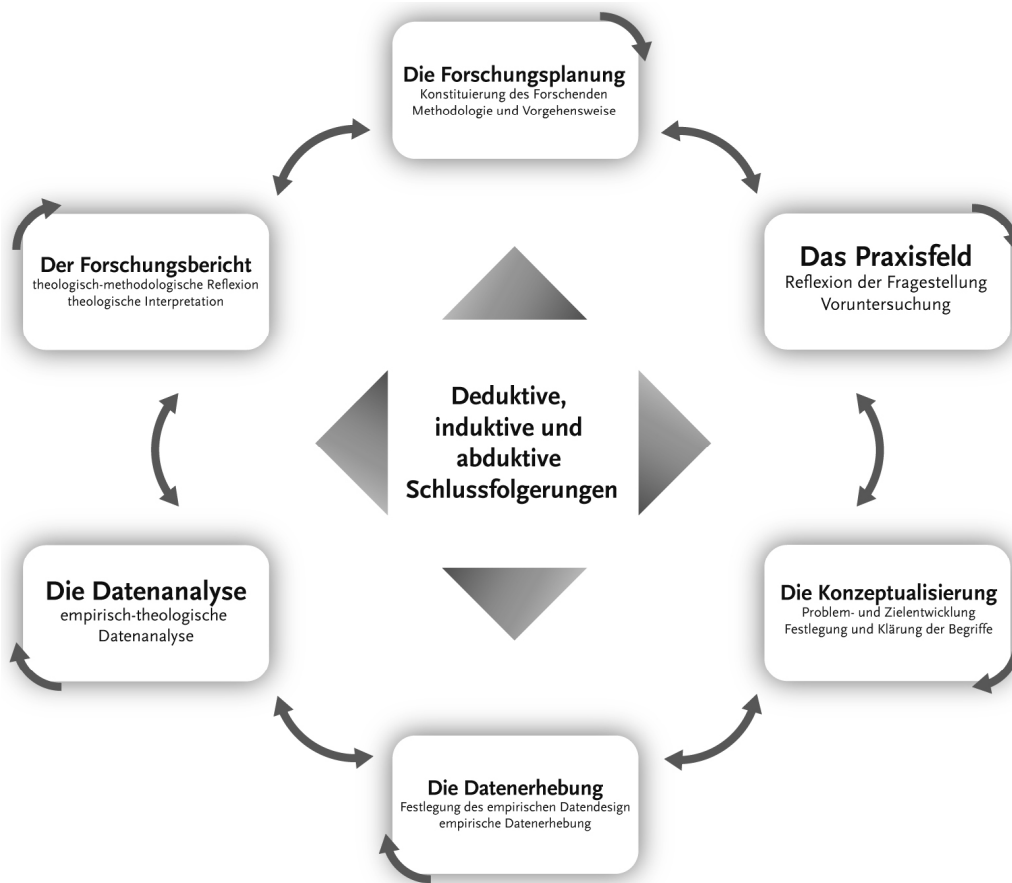 Die Forschungsplanung
Konstituierung des Forschenden
Methodologie und Vorgehensweise
Das Praxisfeld
Reflexion der Fragestellung
Voruntersuchung
Die Konzeptualisierung
Problem- und Zielentwicklung
Festlegung und Klärung der Begriffe
Die Datenerhebung
Festlegung des empirischen Datendesign
empirische Datenerhebung
Die Datenanalyse
empirisch-theologische
Datenanalyse
Der Forschungsbericht
theologisch-methodologische Reflexion
theologische Interpretation
Deduktive,
induktive und
abduktive
Schlussfolgerungen